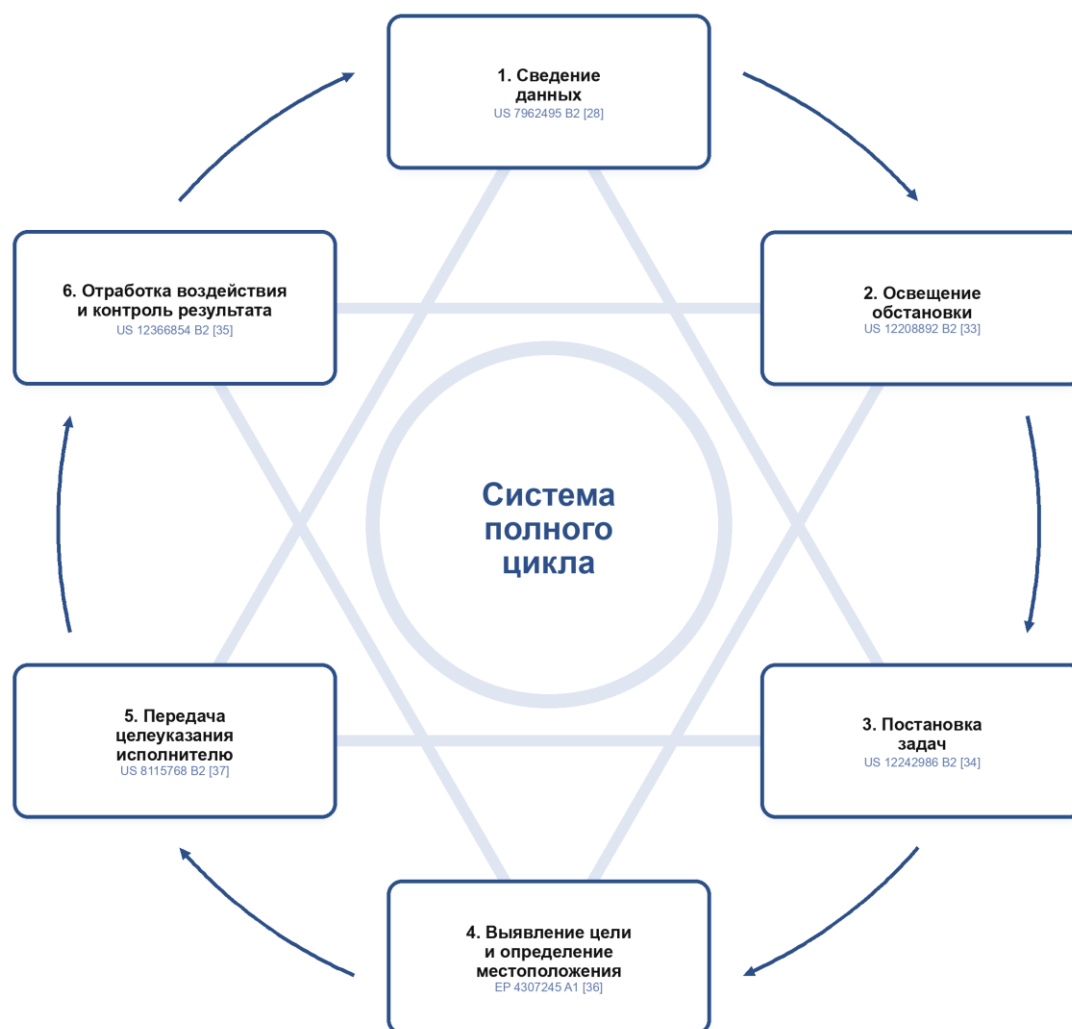 1. Сведение
данных
US 7962495 B2 [28]
2. Освещение
обстановки
US 12208892 B2 [33]
3. Постановка
задач
US 12242986 B2 [34]
4. Выявление цели
и определение
местоположения
EP 4307245 A1 [36]
5. Передача
целеуказания
исполнителю
US 8115768 B2 [37]
6. Отработка воздействия
и контроль результата
US 12366854 B2 [35]
Система
полного
цикла